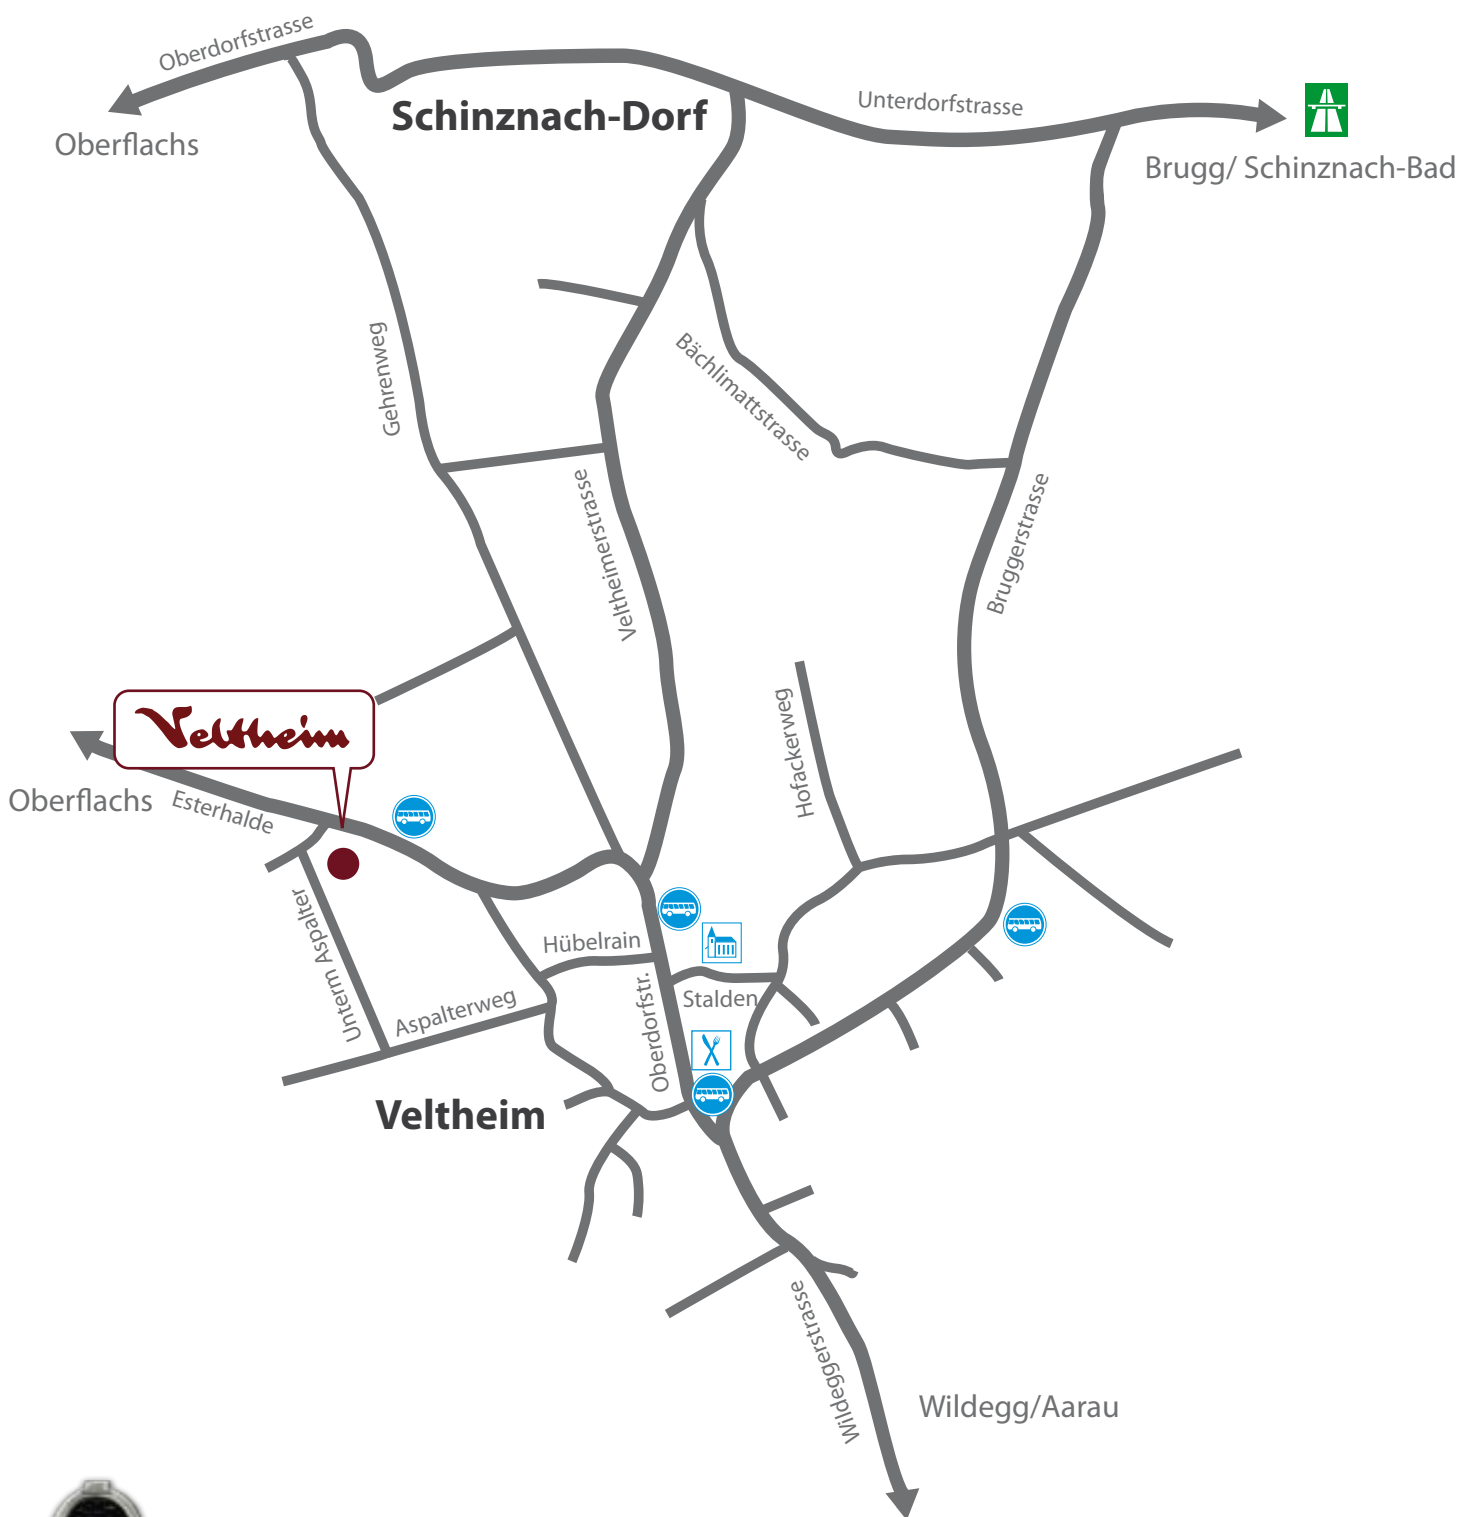 Oberdorfstrasse
Schinznach-Dorf
Unterdorfstrasse
Oberflachs
Brugg/ Schinznach-Bad
Gehrenweg
Bächlimattstrasse
Veltheimerstrasse
Bruggerstrasse
Veltheim
Hofackerweg
Oberflachs
Esterhalde
Unterm Aspalter
Hübelrain
Oberdorfstr.
Stalden
Aspalterweg
Veltheim
Wildeggerstrasse
Wildegg/Aarau